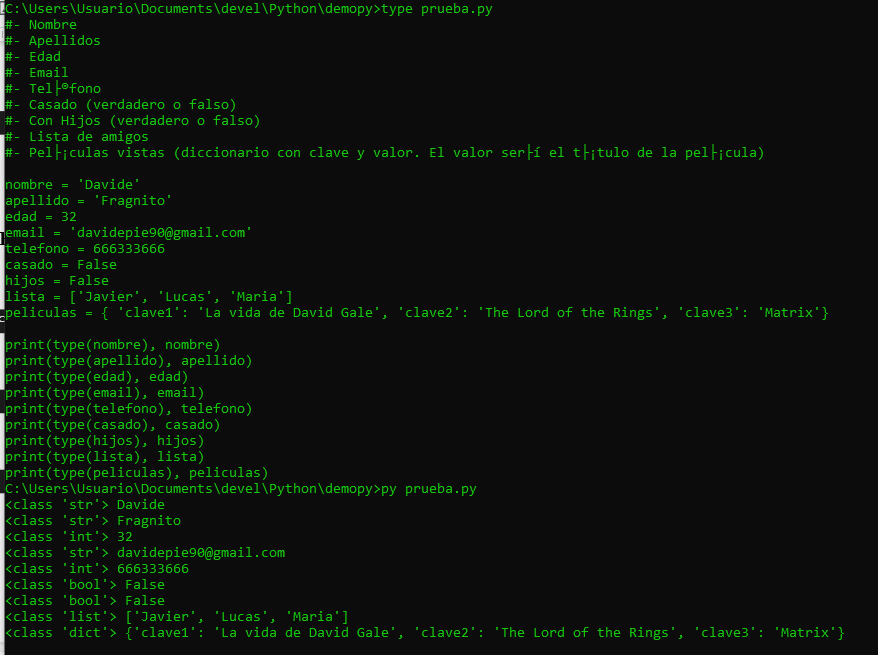 C:\Users\Usuario\Documents\devel\Python\demopy>type prueba.py
#- Nombre
#- Apellidos
#- Edad
#- Email
#- Tel├®fono
#- Casado (verdadero o falso)
#- Con Hijos (verdadero o falso)
#- Lista de amigos
#- Pel├¡culas vistas (diccionario con clave y valor. El valor ser├í el t├¡tulo de la pel├¡cula)

nombre = 'Davide'
apellido = 'Fragnito'
edad = 32
email = 'davidepie90@gmail.com'
telefono = 666333666
casado = False
hijos = False
lista = ['Javier', 'Lucas', 'Maria']
peliculas = { 'clave1': 'La vida de David Gale', 'clave2': 'The Lord of the Rings', 'clave3': 'Matrix'}

print(type(nombre), nombre)
print(type(apellido), apellido)
print(type(edad), edad)
print(type(email), email)
print(type(telefono), telefono)
print(type(casado), casado)
print(type(hijos), hijos)
print(type(lista), lista)
print(type(peliculas), peliculas)
C:\Users\Usuario\Documents\devel\Python\demopy>py prueba.py
<class 'str'> Davide
<class 'str'> Fragnito
<class 'int'> 32
<class 'str'> davidepie90@gmail.com
<class 'int'> 666333666
<class 'bool'> False
<class 'bool'> False
<class 'list'> ['Javier', 'Lucas', 'Maria']
<class 'dict'> {'clave1': 'La vida de David Gale', 'clave2': 'The Lord of the Rings', 'clave3': 'Matrix'}